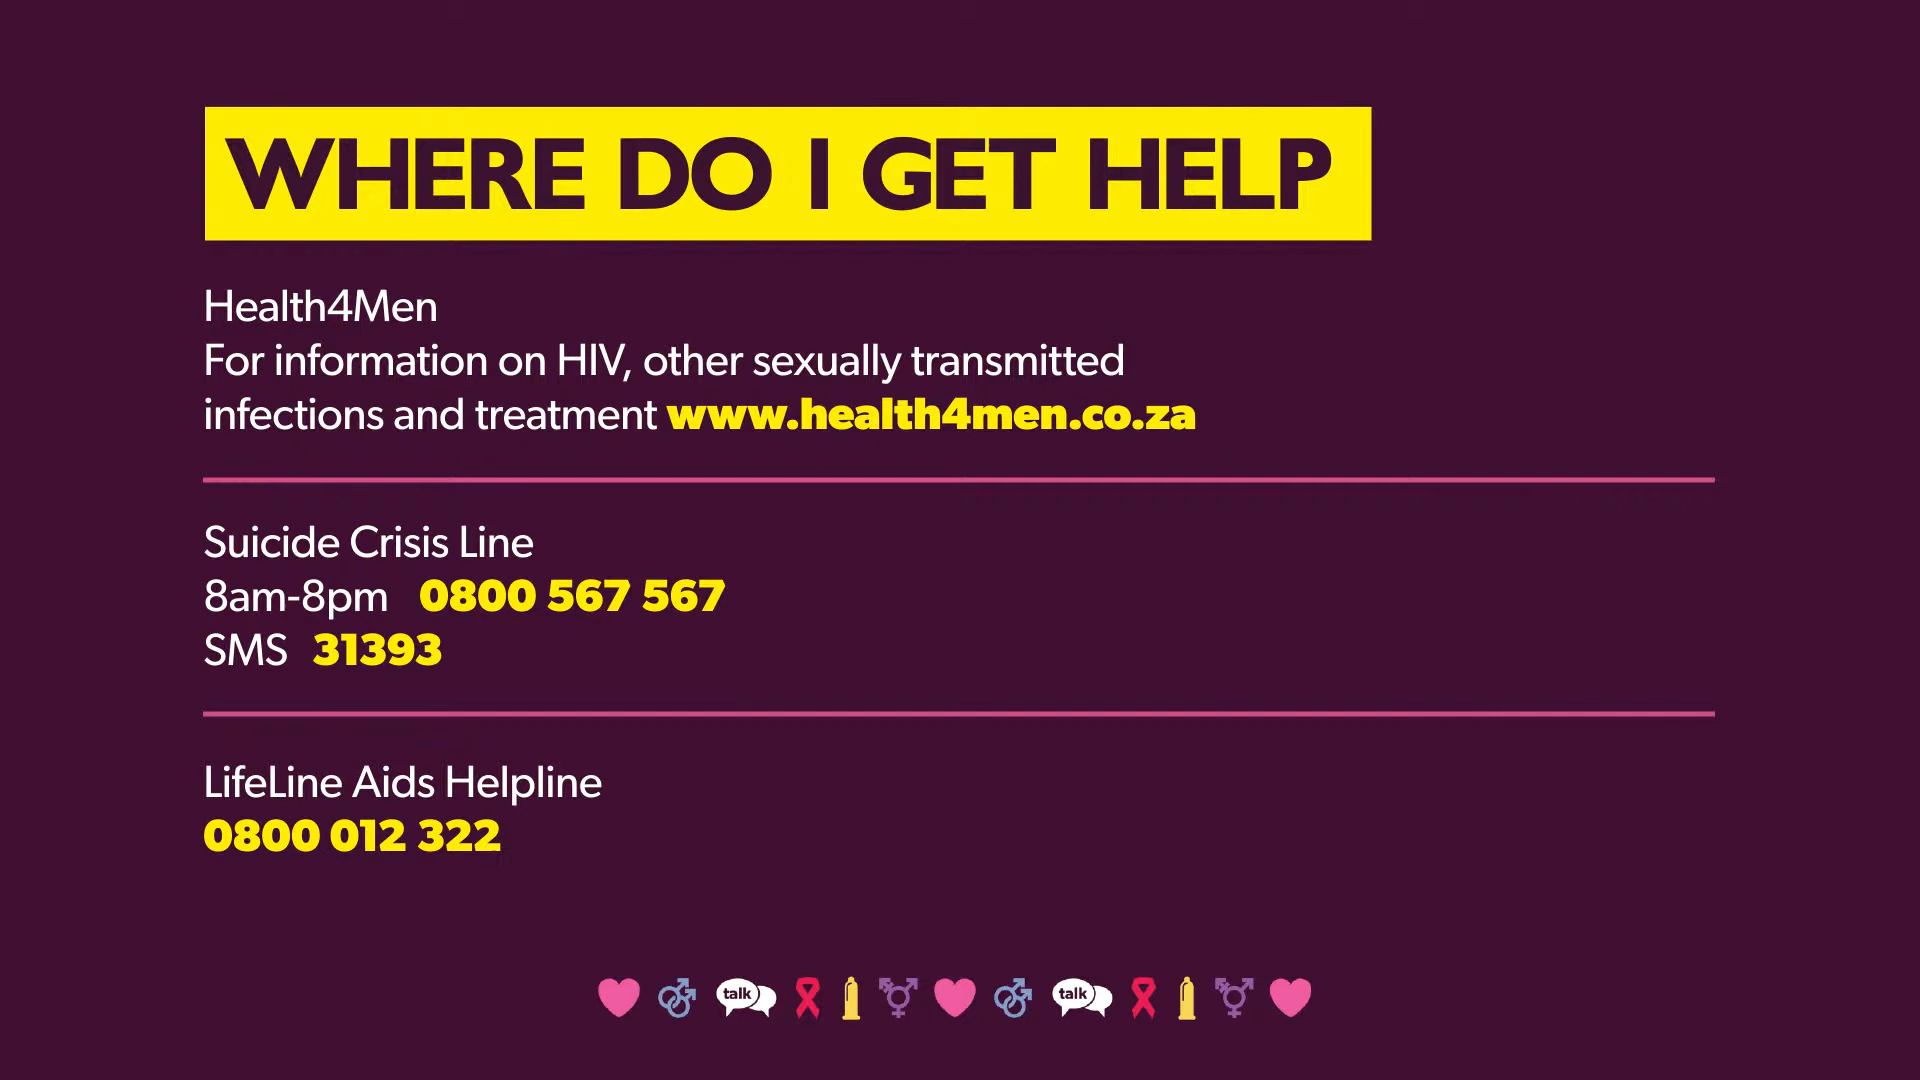 WHERE DO I GET HELP
Health4Men
For information on HIV, other sexually transmitted
infections and treatment www.health4men.co.za
Suicide Crisis Line
8am-8pm 0800 567 567
SMS 31393
LifeLine Aids Helpline
0800 012 322
talk talk